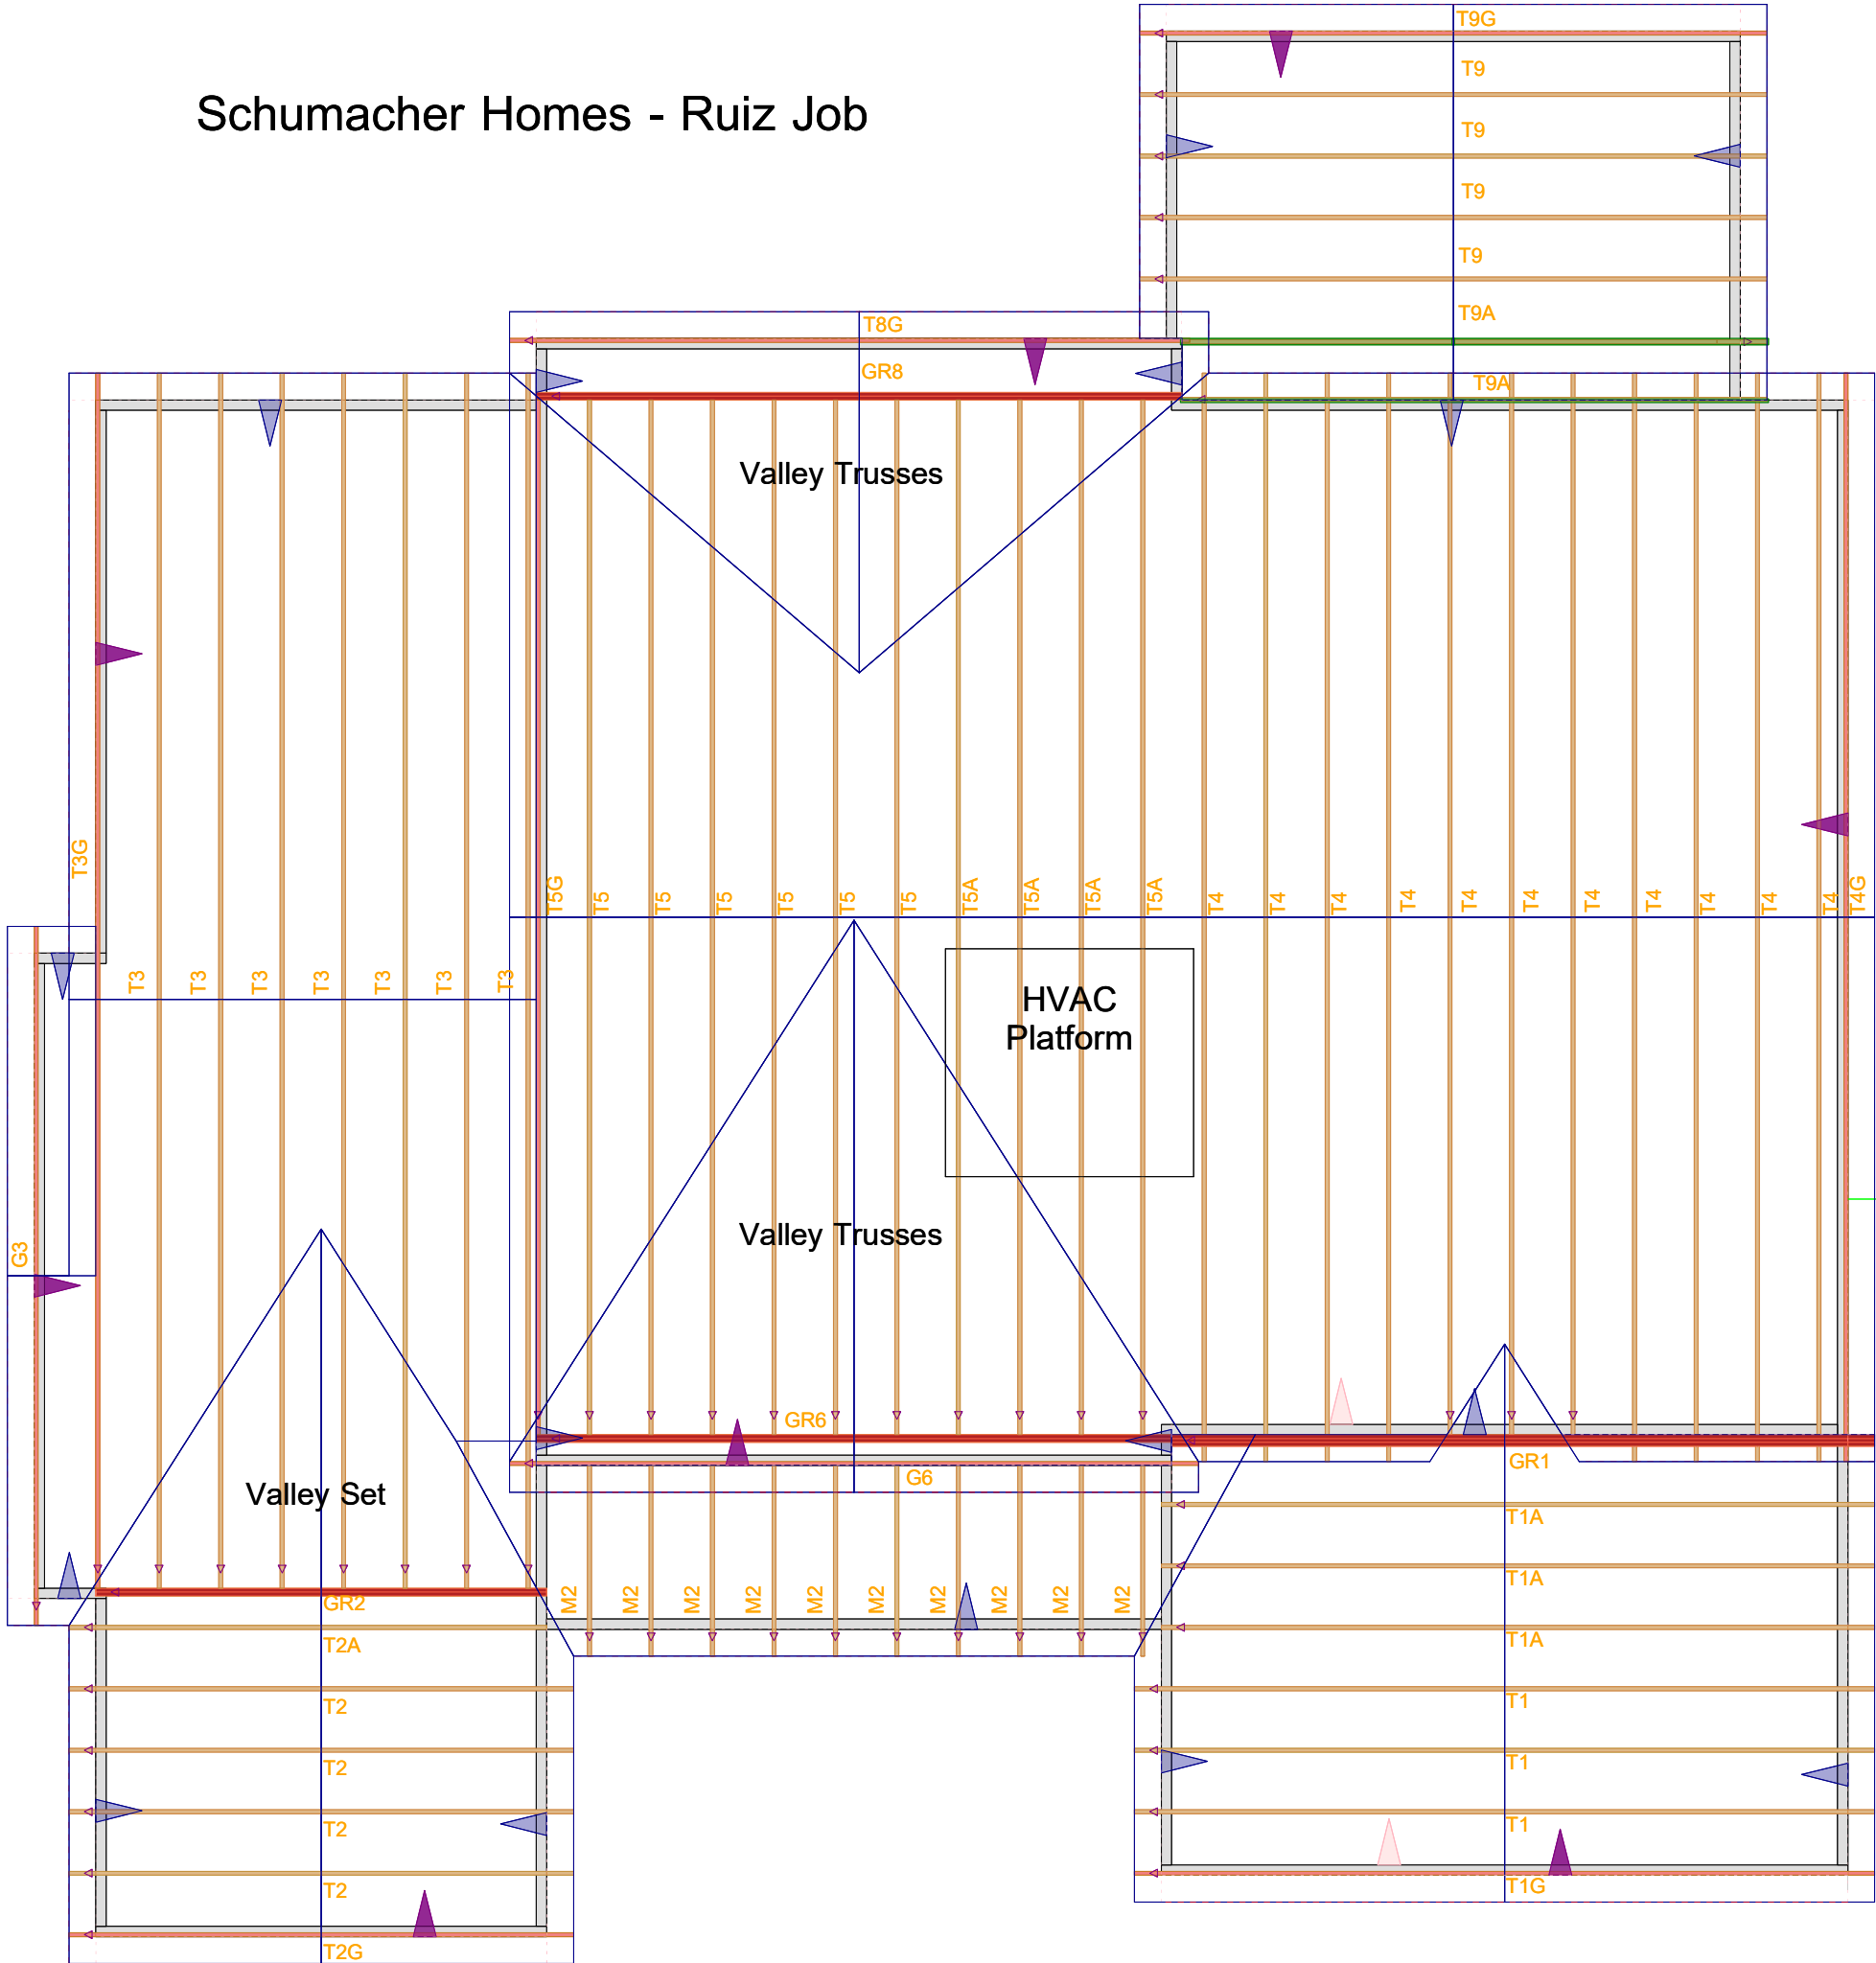 T9G
T9
Schumacher Homes - Ruiz Job
T9
T9
T9
T9A
T8G
GR8
T9A
Valley Trusses
T3G
T5G
T5
T5
T5
T5
T5
T5
T5A
T5A
T5A
T5A
T4
T4
T4
T4
T4
T4
T4
T4
T4
T4
T4
T4G
T3
T3
T3
T3
T3
T3
T3
HVAC
Platform
G3
Valley Trusses
GR6
GR1
G6
Valley Set
T1A
T1A
GR2
M2
M2
M2
M2
M2
M2
M2
M2
M2
M2
T2A
T1A
T2
T1
T2
T1
T2
T1
T2
T1G
T2G